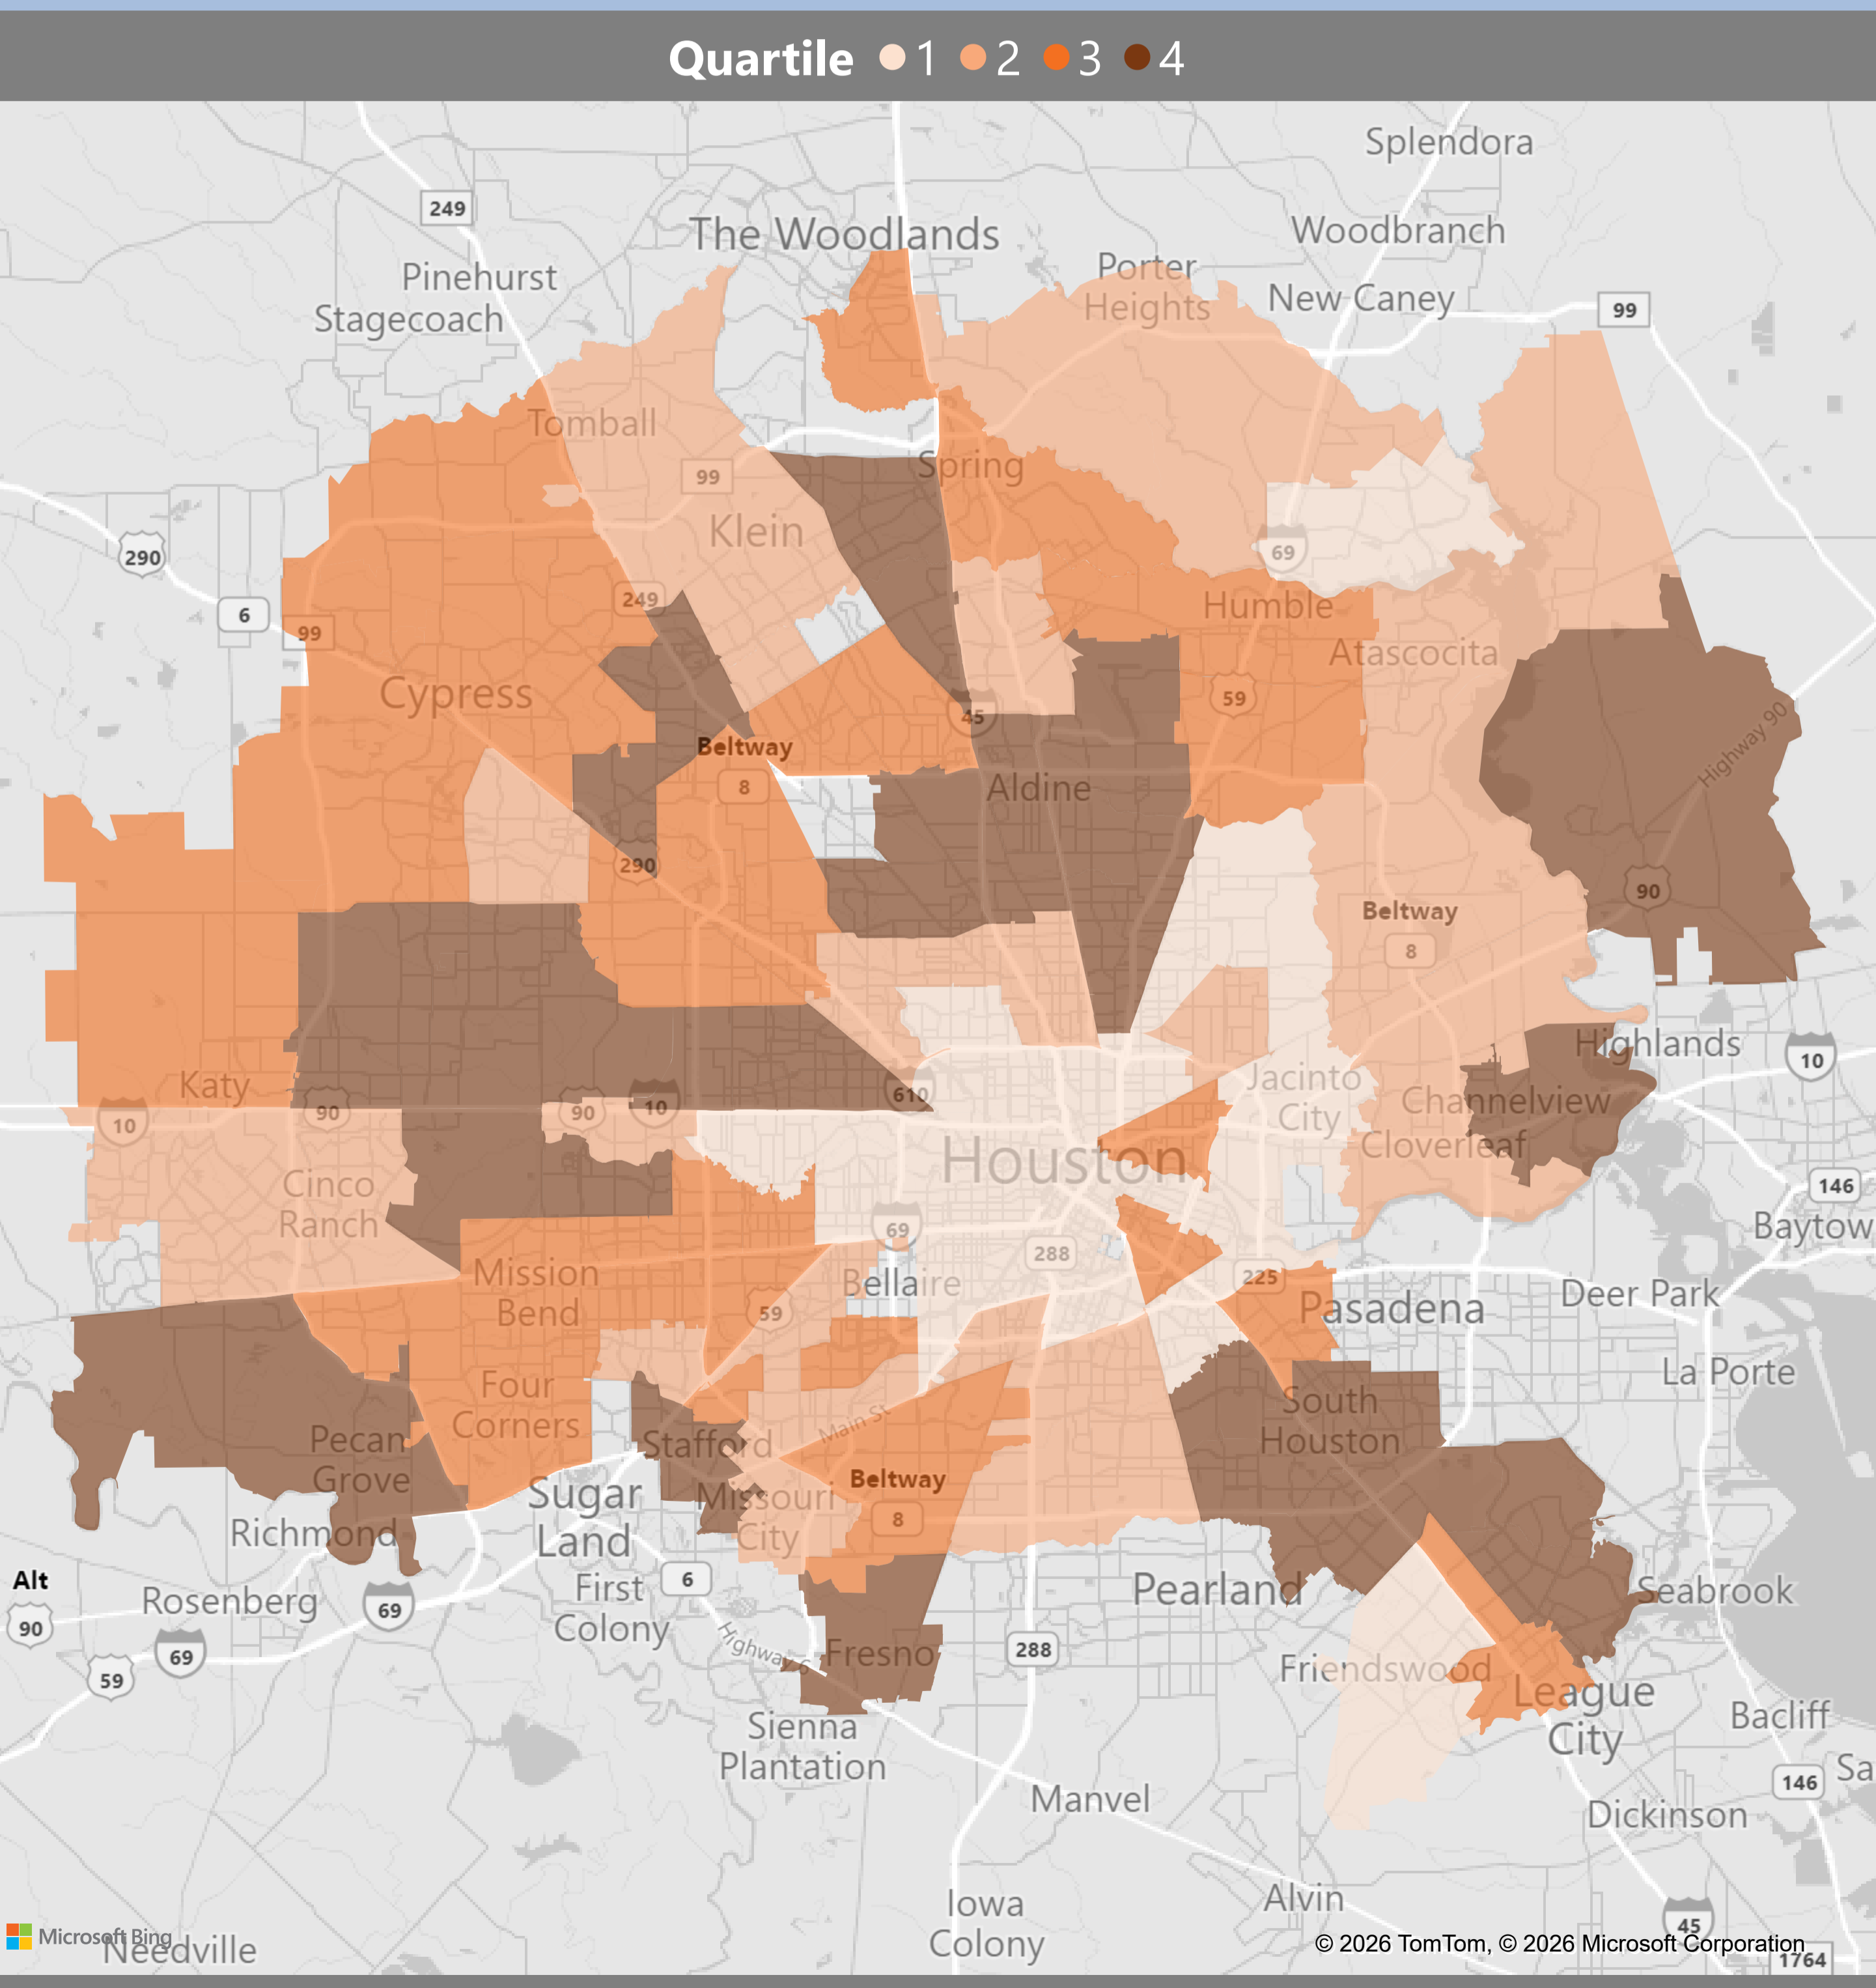 Quartile 1 2 3 4
Splendora
249
The Woodlands
Woodbranch
Pinehurst
Porter
Heights
New Caney
Stagecoach
99
Tomball
Spring
99
Klein
290
69
6
249
Humble
99
Atascocita
Cypress
59
45
Beltway
8
Aldine
Highway 90
290
90
Beltway
8
Highlands
10
Katy
Jacinto
City
610
90
90
10
10
Channelview
Cloverleaf
Houston
Cinco
Ranch
146
Baytow
69
288
Mission
Bend
Bellaire
225
59
Pasadena
Deer Park
La Porte
Four
Corners
South
Houston
Main St
Pecan
Grove
Stafford
Beltway
8
Sugar
Land
Missouri
City
Richmond
Alt
90
Rosenberg
69
First
Colony
6
Pearland
Seabrook
69
59
Highway 6
Fresno
288
Friendswood
League
City
Sienna
Plantation
Bacliff
Manvel
146
Sa
Dickinson
Iowa
Colony
Alvin
45
Microsoft Bing
Needville
© 2026 TomTom, © 2026 Microsoft Corporation
1764